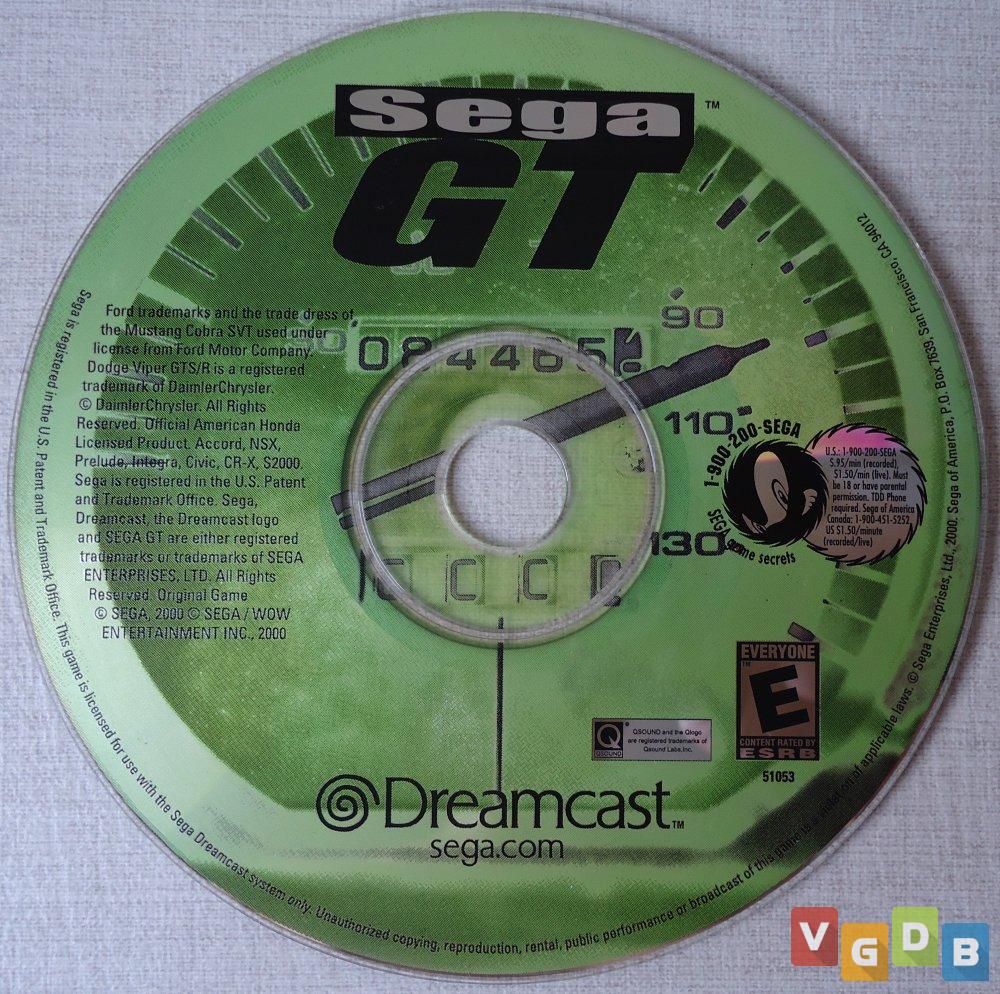 Sega™
GT
Ford trademarks and the trade dress of
the Mustang Cobra SVT used under
license from Ford Motor Company.
Dodge Viper GTS/R is a registered
trademark of DaimlerChrysler.
© DaimlerChrysler. All Rights
Reserved. Official American Honda
Licensed Product, Accord, NSX,
Prelude, Integra, Civic, CR-X, S2000.
Sega is registered in the U.S. Patent
and Trademark Office. Sega,
Dreamcast, the Dreamcast logo
and SEGA GT are either registered
trademarks or trademarks of SEGA
ENTERPRISES, LTD. All Rights
Reserved. Original Game
© SEGA, 2000 © SEGA / WOW
ENTERTAINMENT INC., 2000
084465
90
110
130
1-900-200-SEGA
SEGA game secrets
U.S.: 1-900-200-SEGA
$.95/min (recorded),
$1.50/min (live). Must
be 18 or have parental
permission. TDD Phone
required. Sega of America
Canada: 1-900-451-5252,
US $1.50/minute
(recorded/live)
EVERYONE
E™
CONTENT RATED BY
ESRB
51053
Q
QSOUND
®
QSOUND and the Qlogo
are registered trademarks of
Qsound Labs, Inc.
Dreamcast™
sega.com
Sega is registered in the U.S. Patent and Trademark Office. This game is licensed for use with the Sega Dreamcast system only. Unauthorized copying, reproduction, rental, public performance or broadcast of this game is a violation of applicable laws. © Sega Enterprises, Ltd., 2000. Sega of America, P.O. Box 7639, San Francisco, CA 94012
VGDB